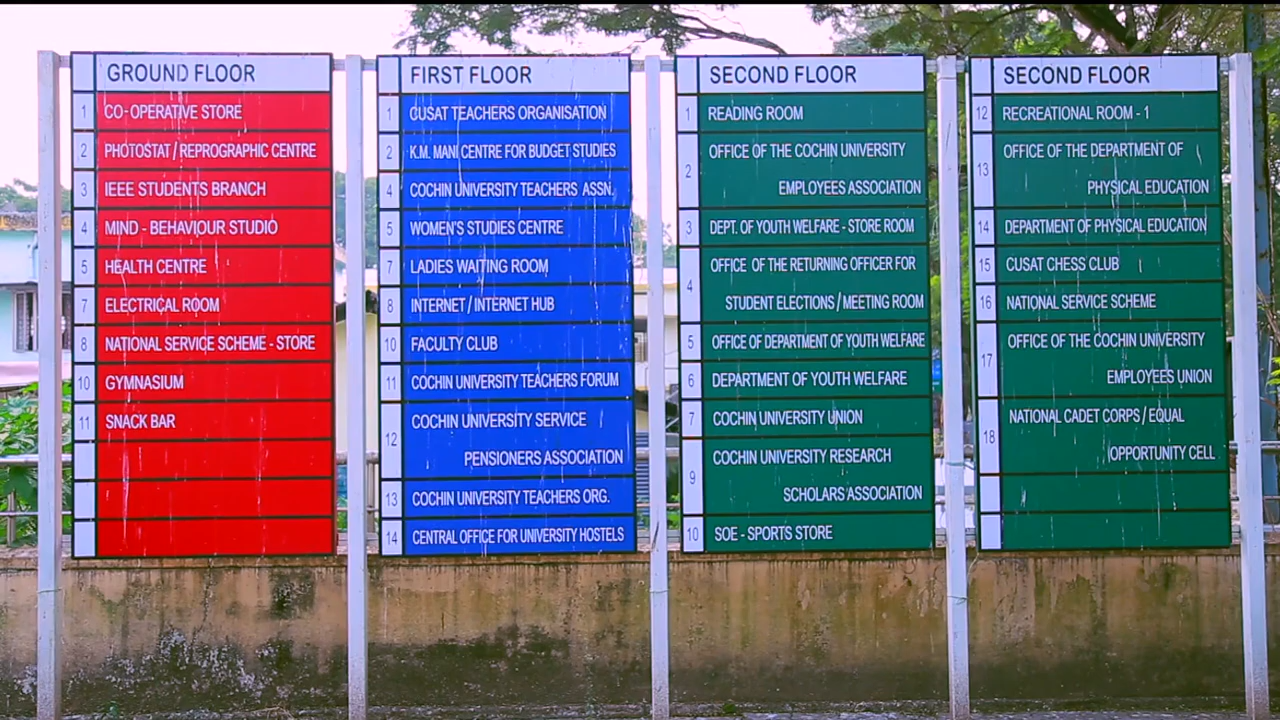 GROUND FLOOR
1 CO-OPERATIVE STORE
2 PHOTOSTAT / REPROGRAPHIC CENTRE
3 IEEE STUDENTS BRANCH
4 MIND - BEHAVIOUR STUDIO
5 HEALTH CENTRE
7 ELECTRICAL ROOM
8 NATIONAL SERVICE SCHEME - STORE
10 GYMNASIUM
11 SNACK BAR
FIRST FLOOR
1 CUSAT TEACHERS ORGANISATION
2 K.M. MANI CENTRE FOR BUDGET STUDIES
4 COCHIN UNIVERSITY TEACHERS ASSN.
5 WOMEN'S STUDIES CENTRE
7 LADIES WAITING ROOM
8 INTERNET / INTERNET HUB
10 FACULTY CLUB
11 COCHIN UNIVERSITY TEACHERS FORUM
12 COCHIN UNIVERSITY SERVICE
PENSIONERS ASSOCIATION
13 COCHIN UNIVERSITY TEACHERS ORG.
14 CENTRAL OFFICE FOR UNIVERSITY HOSTELS
SECOND FLOOR
1 READING ROOM
2 OFFICE OF THE COCHIN UNIVERSITY
EMPLOYEES ASSOCIATION
3 DEPT. OF YOUTH WELFARE - STORE ROOM
4 OFFICE OF THE RETURNING OFFICER FOR
STUDENT ELECTIONS / MEETING ROOM
5 OFFICE OF DEPARTMENT OF YOUTH WELFARE
6 DEPARTMENT OF YOUTH WELFARE
7 COCHIN UNIVERSITY UNION
9 COCHIN UNIVERSITY RESEARCH
SCHOLARS ASSOCIATION
10 SOE - SPORTS STORE
SECOND FLOOR
12 RECREATIONAL ROOM - 1
13 OFFICE OF THE DEPARTMENT OF
PHYSICAL EDUCATION
14 DEPARTMENT OF PHYSICAL EDUCATION
15 CUSAT CHESS CLUB
16 NATIONAL SERVICE SCHEME
17 OFFICE OF THE COCHIN UNIVERSITY
EMPLOYEES UNION
18 NATIONAL CADET CORPS / EQUAL
OPPORTUNITY CELL